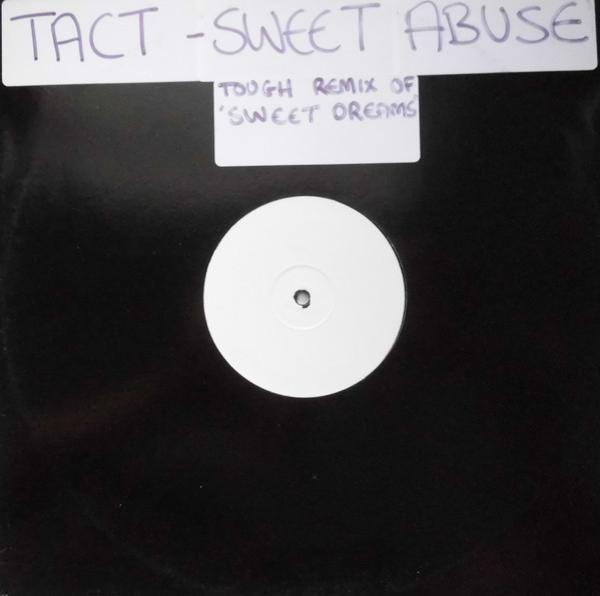 TACT - SWEET ABUSE
TOUGH REMIX OF
'SWEET DREAMS'